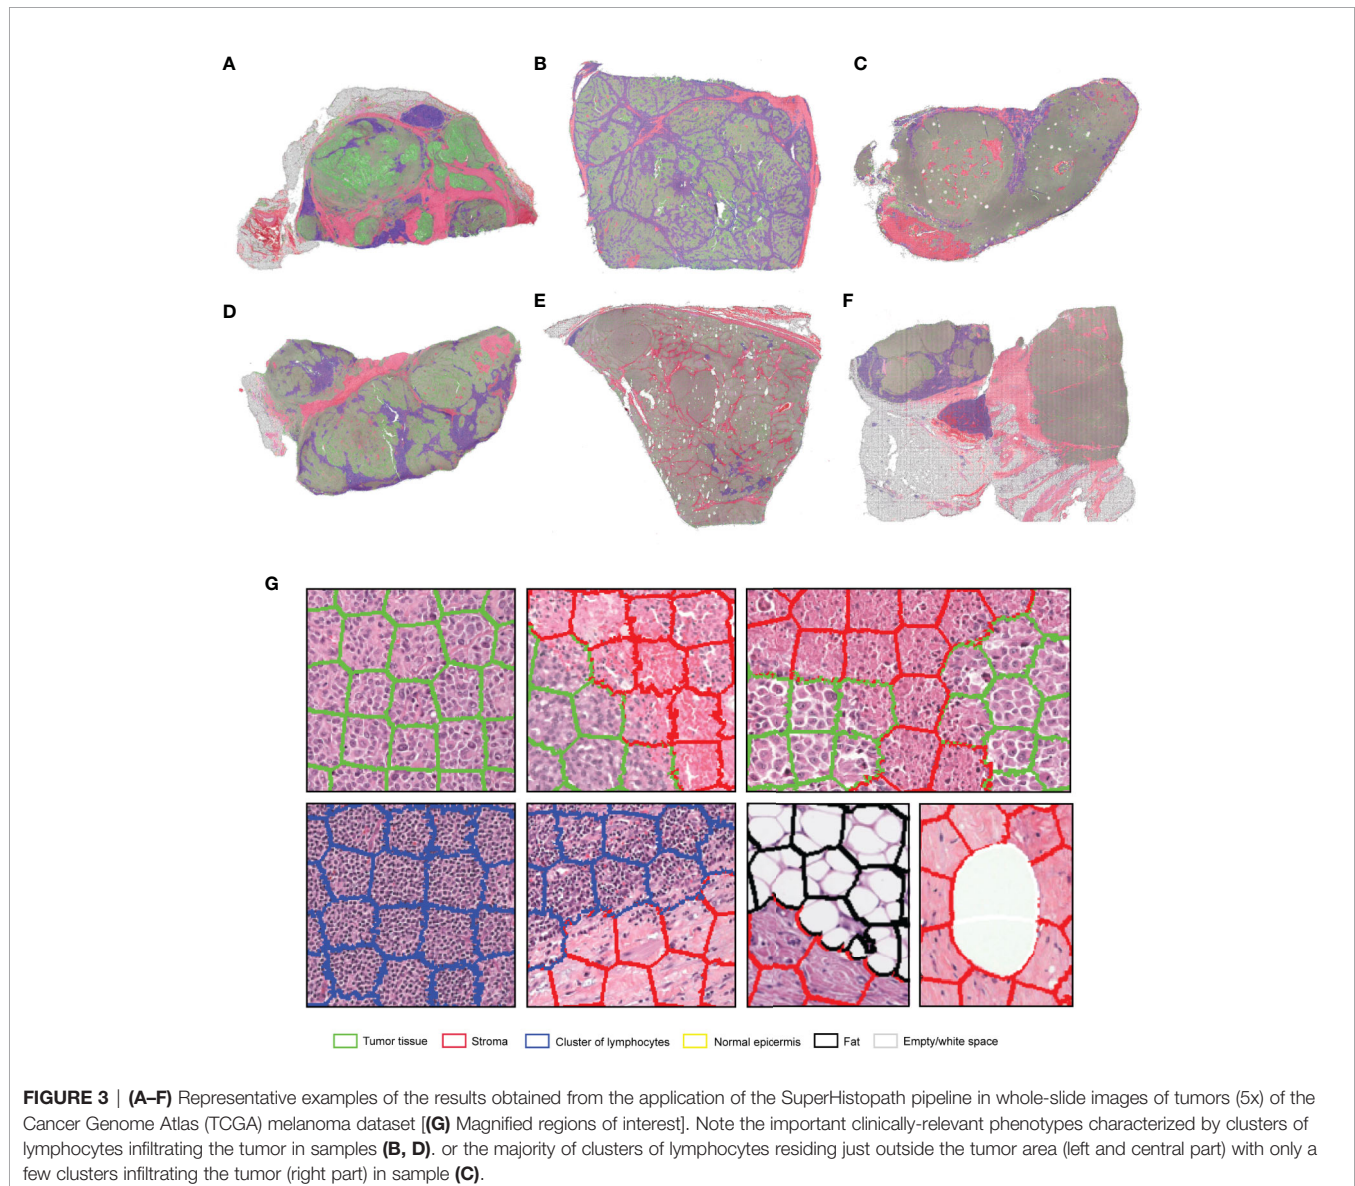 A
B
C
D
E
F
G
Tumor tissue
Stroma
Cluster of lymphocytes
Normal epicermis
Fat
Empty/white space
FIGURE 3 | (A–F) Representative examples of the results obtained from the application of the SuperHistopath pipeline in whole-slide images of tumors (5x) of the
Cancer Genome Atlas (TCGA) melanoma dataset [(G) Magnified regions of interest]. Note the important clinically-relevant phenotypes characterized by clusters of
lymphocytes infiltrating the tumor in samples (B, D). or the majority of clusters of lymphocytes residing just outside the tumor area (left and central part) with only a
few clusters infiltrating the tumor (right part) in sample (C).